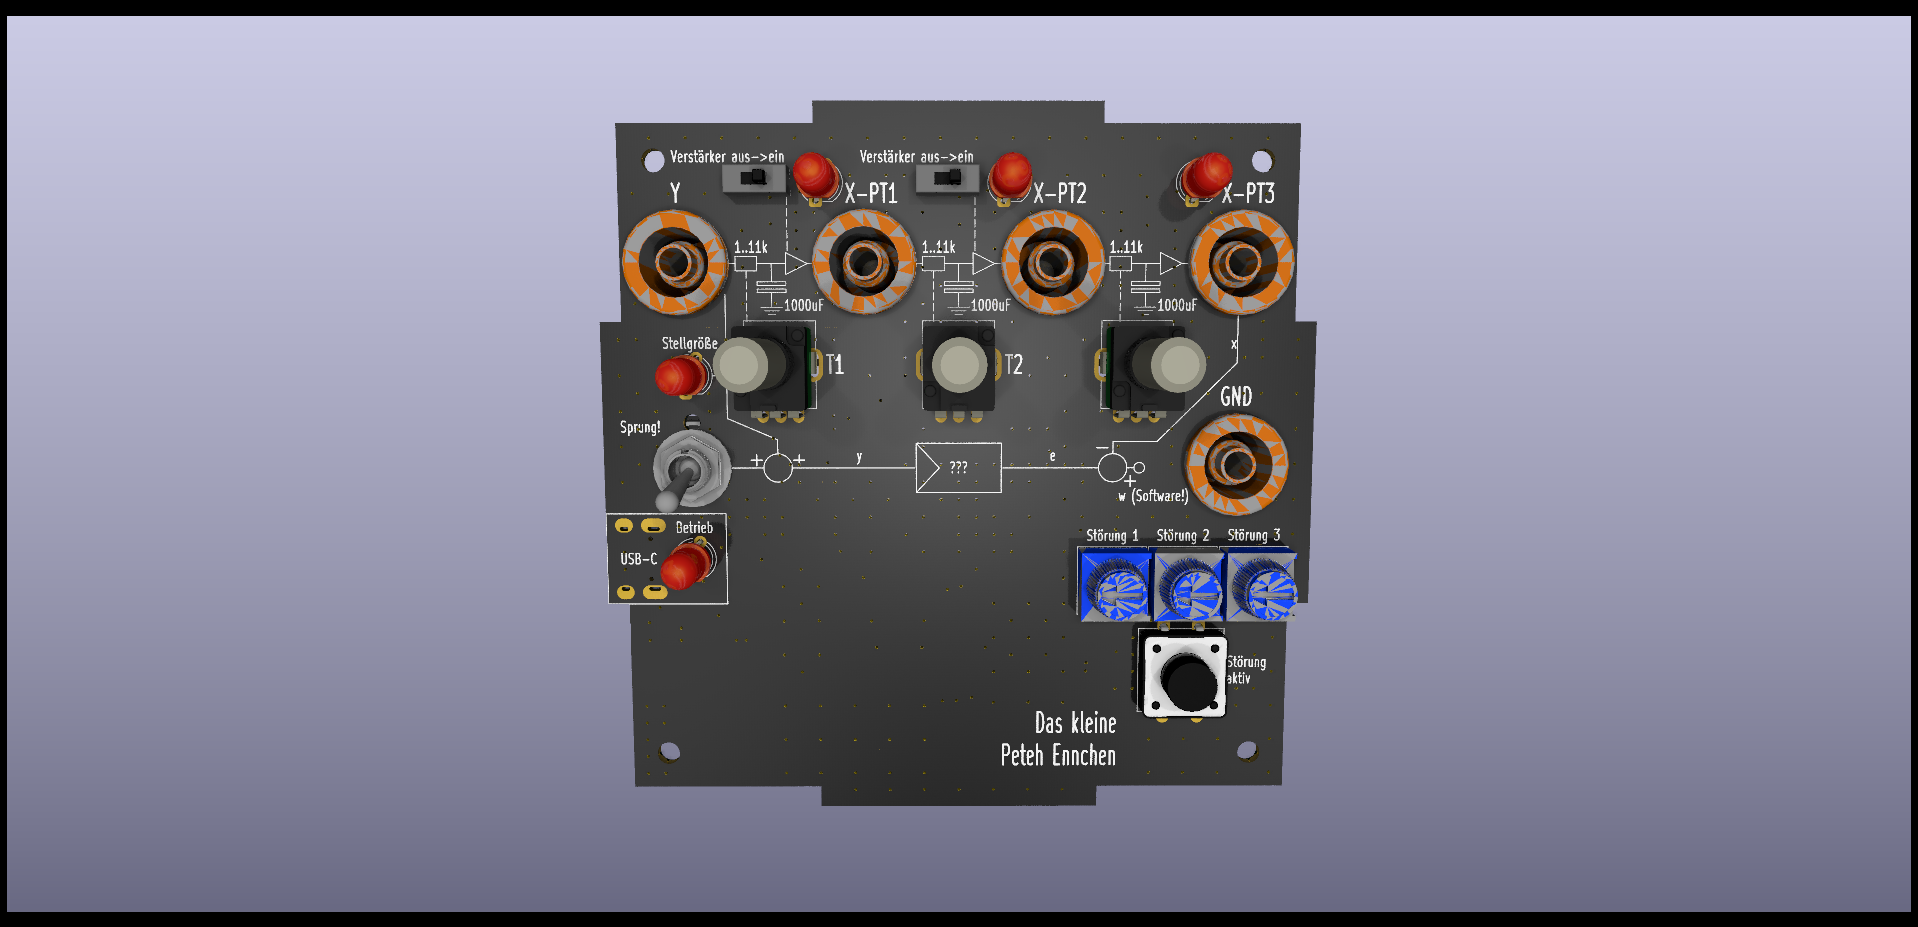 Verstärker aus->ein
Verstärker aus->ein
Y
X-PT1
X-PT2
X-PT3
1..11k
1..11k
1..11k
1000uF
1000uF
1000uF
Stellgröße
T1
T2
x
GND
Sprung!
+
+
y
???
e
−
+
w (Software!)
Betrieb
USB-C
Störung 1
Störung 2
Störung 3
Störung
aktiv
Das kleine
Peteh Ennchen